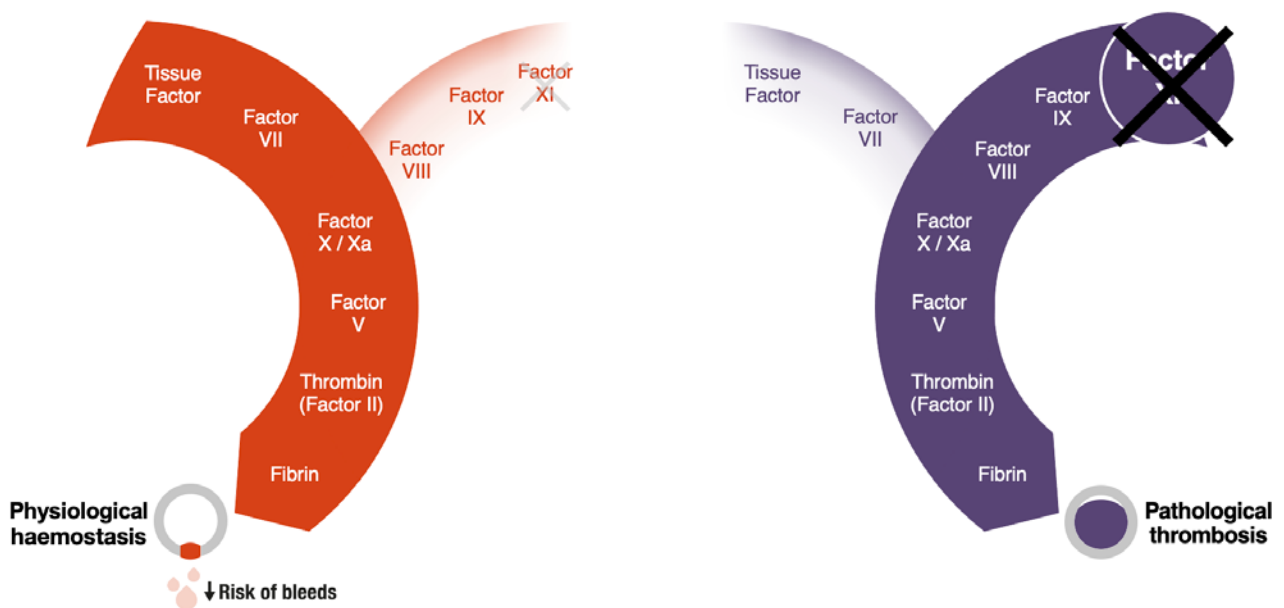 Tissue
Factor
Factor
VII
Factor
VIII
Factor
IX
Factor
XI
Factor
X / Xa
Factor
V
Thrombin
(Factor II)
Fibrin
Physiological
haemostasis
↓ Risk of bleeds
Tissue
Factor
Factor
VII
Factor
XI
Factor
IX
Factor
VIII
Factor
X / Xa
Factor
V
Thrombin
(Factor II)
Fibrin
Pathological
thrombosis